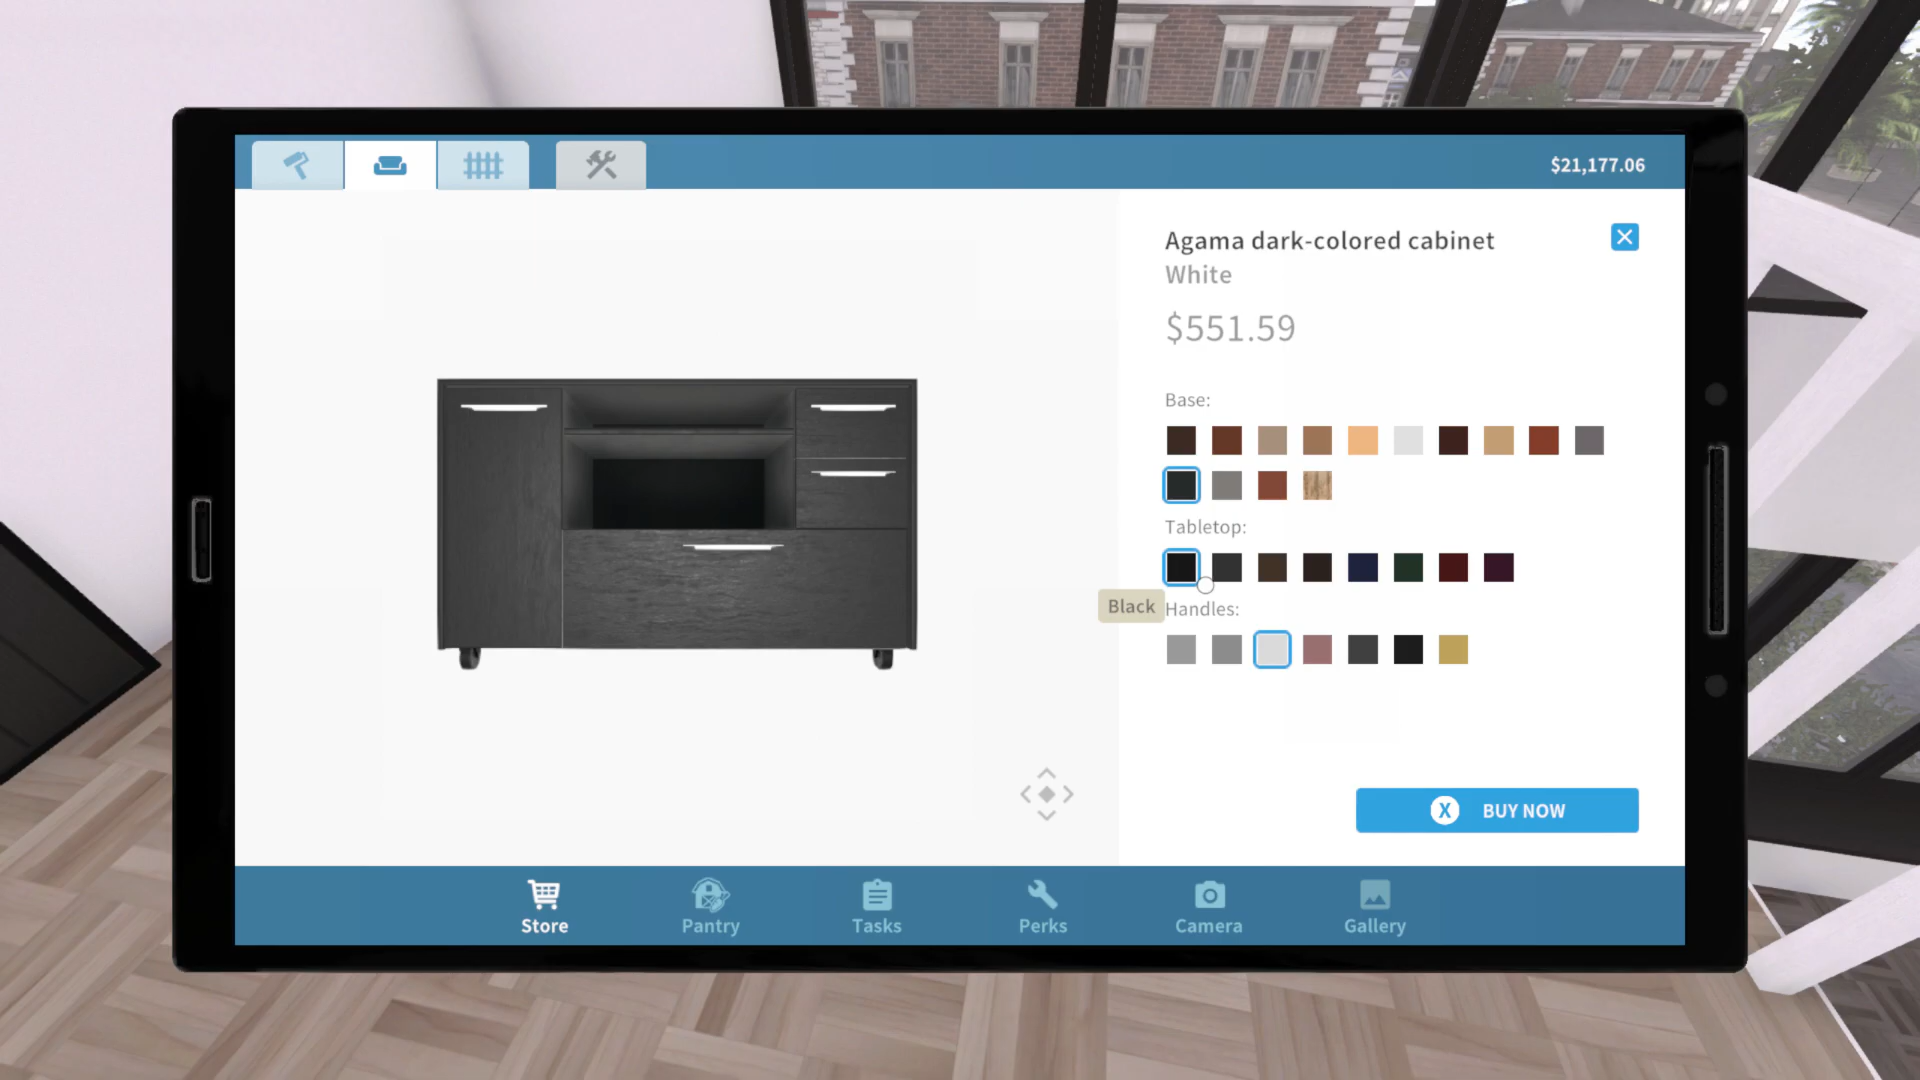 $21,177.06
Agama dark-colored cabinet
White
$551.59
Base:
Tabletop:
Black
Handles:
X BUY NOW
Store
Pantry
Tasks
Perks
Camera
Gallery